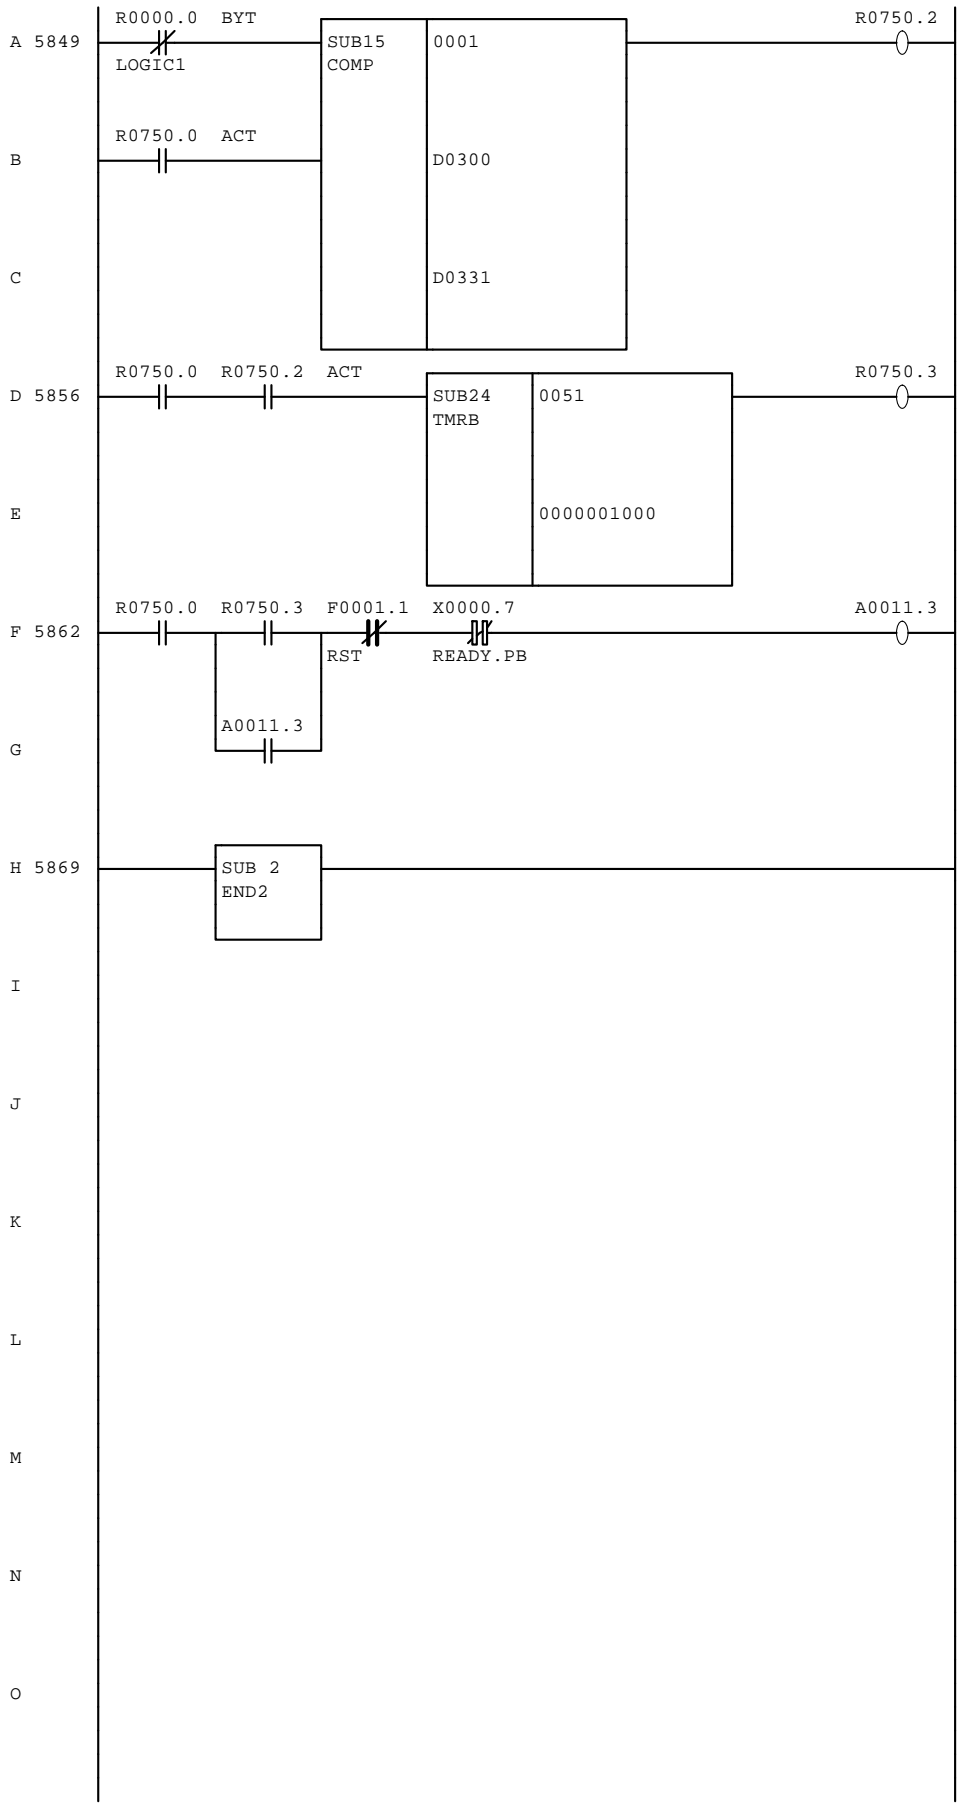 R0000.0 BYT R0750.2
A 5849 SUB15 0001
LOGIC1 COMP
R0750.0 ACT
B D0300
C D0331
R0750.0 R0750.2 ACT R0750.3
D 5856 SUB24 0051
TMRB
E 0000001000
R0750.0 R0750.3 F0001.1 X0000.7 A0011.3
F 5862
RST READY.PB
A0011.3
G
H 5869 SUB 2
END2
I
J
K
L
M
N
O